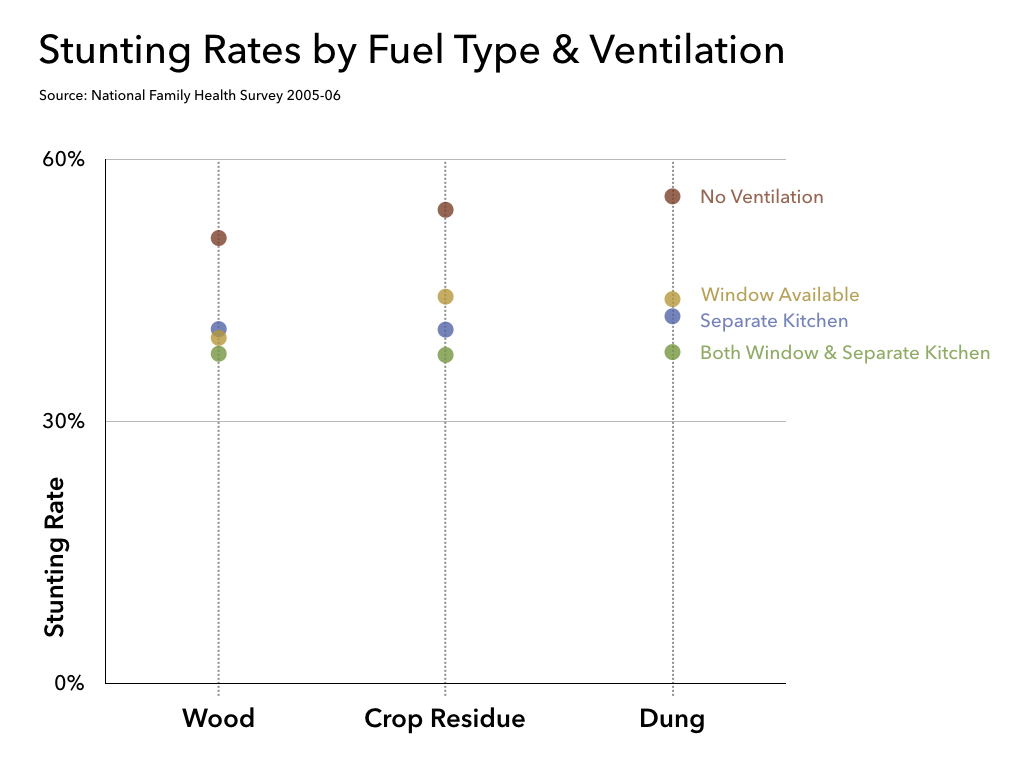 Stunting Rates by Fuel Type & Ventilation
Source: National Family Health Survey 2005-06
60%
No Ventilation
Window Available
Separate Kitchen
Both Window & Separate Kitchen
30%
Stunting Rate
0%
Wood
Crop Residue
Dung